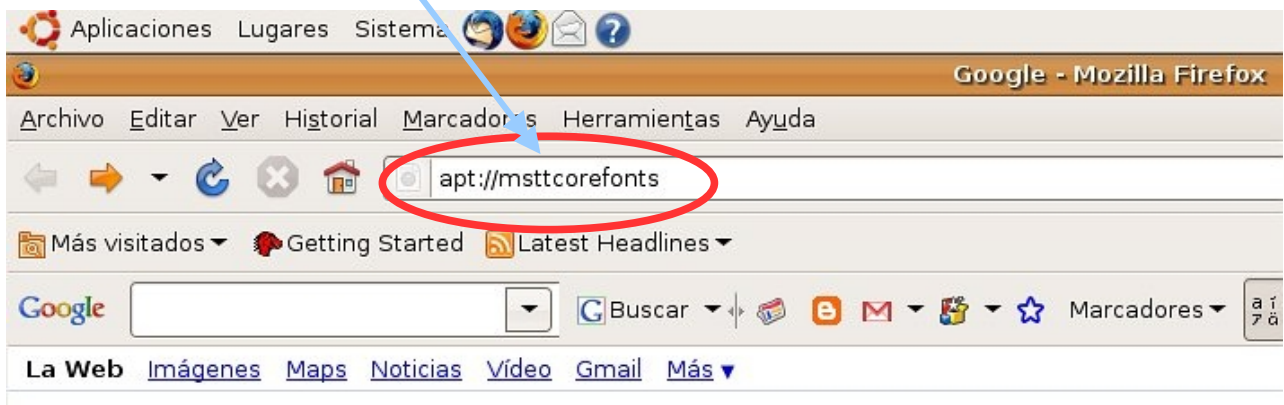 Aplicaciones Lugares Sistema
Google - Mozilla Firefox
Archivo Editar Ver Historial Marcadores Herramientas Ayuda
apt://msttcorefonts
Más visitados Getting Started Latest Headlines
Google G Buscar Marcadores
La Web Imágenes Maps Noticias Vídeo Gmail Más